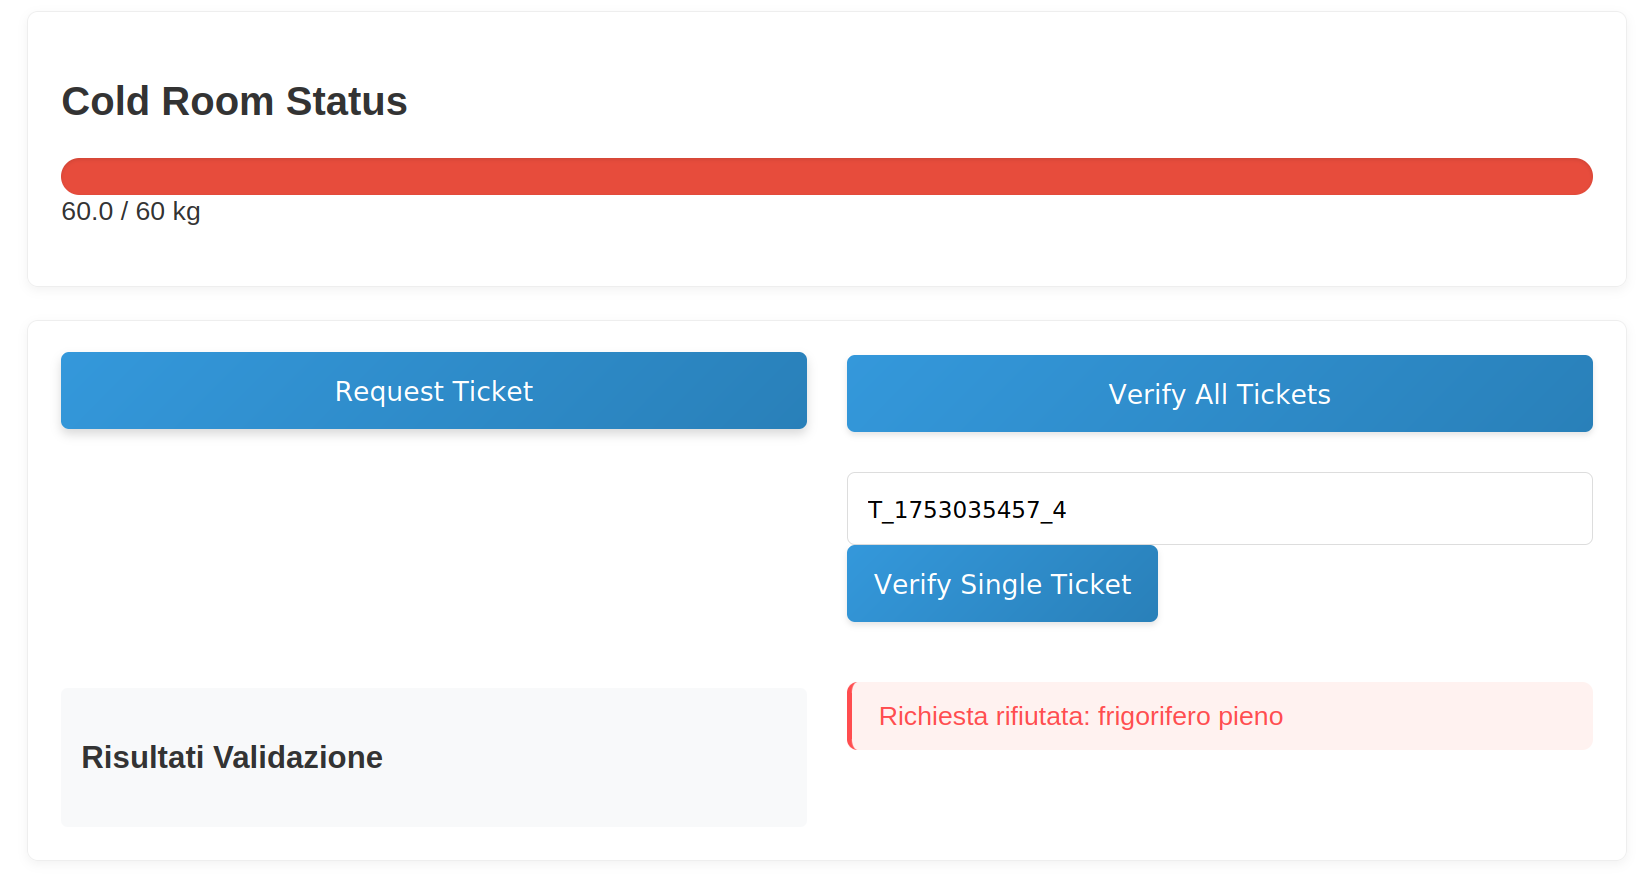 Cold Room Status
60.0 / 60 kg
Request Ticket
Verify All Tickets
T_1753035457_4
Verify Single Ticket
Risultati Validazione
Richiesta rifiutata: frigorifero pieno